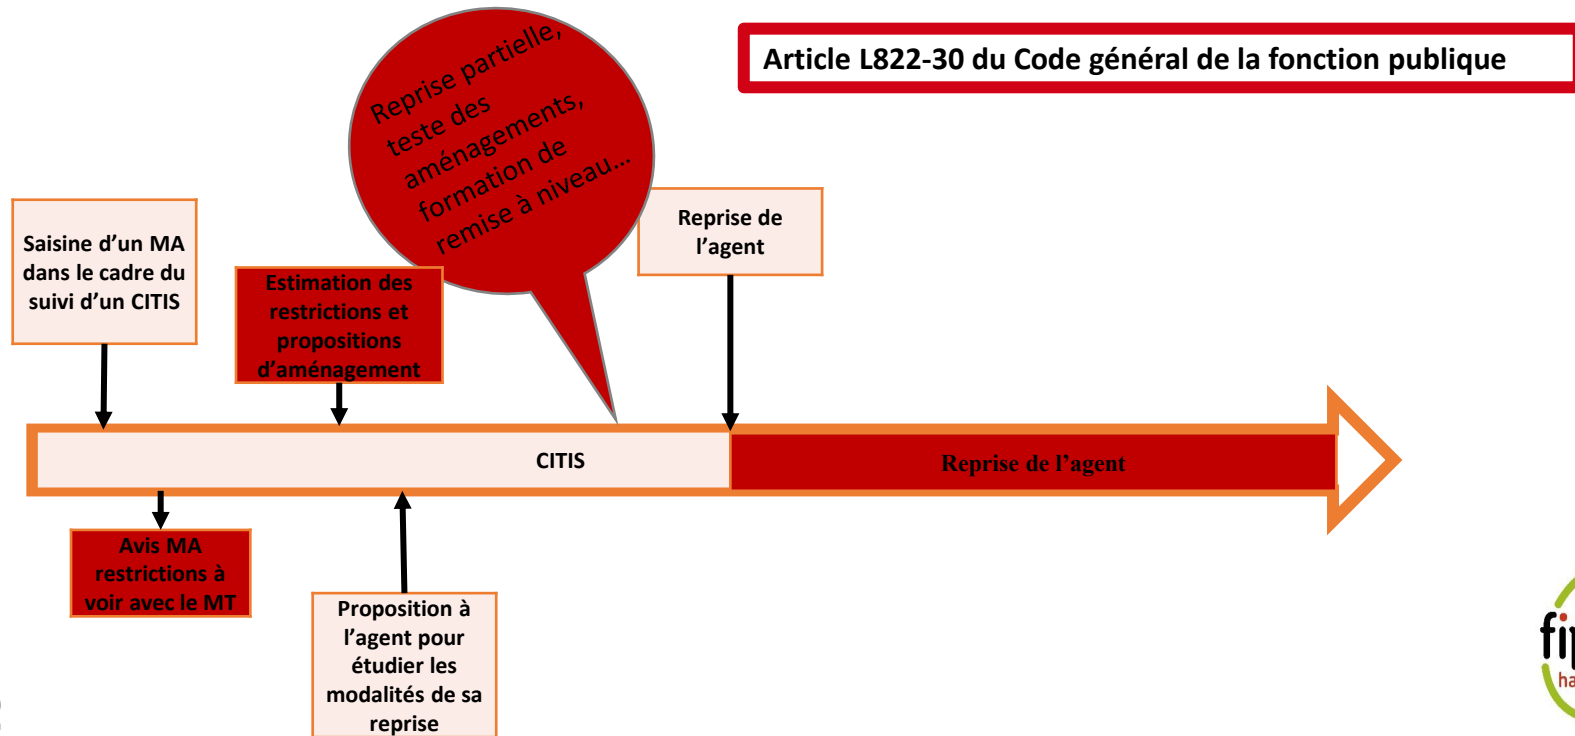 Article L822-30 du Code général de la fonction publique
Reprise partielle,
teste des
aménagements,
formation de
remise à niveau...
Saisine d'un MA
dans le cadre du
suivi d'un CITIS
Estimation des
restrictions et
propositions
d'aménagement
Reprise de
l'agent
CITIS
Reprise de l'agent
Avis MA
restrictions à
voir avec le MT
Proposition à
l'agent pour
étudier les
modalités de sa
reprise